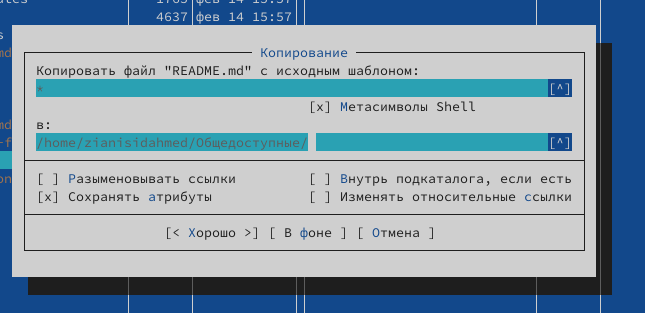 4637 фев 14 15:57
Копирование
Копировать файл "README.md" с исходным шаблоном:
*
[^]
[x] Метасимволы Shell
в:
/home/zianisidahmed/Общедоступные/
[^]
[ ] Разыменовывать ссылки
[ ] Внутрь подкаталога, если есть
[x] Сохранять атрибуты
[ ] Изменять относительные ссылки
[< Хорошо >] [ В фоне ] [ Отмена ]